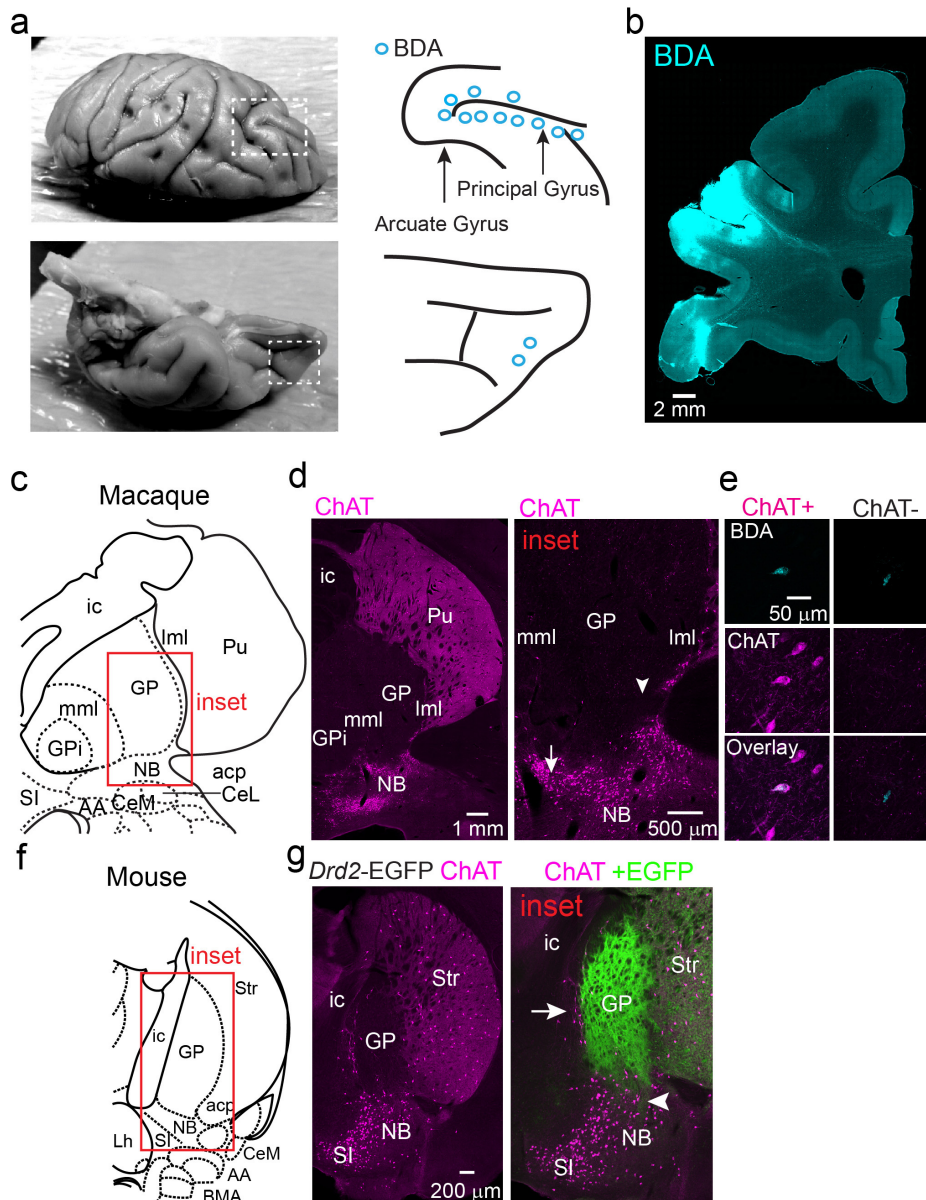 a
BDA
Principal Gyrus
Arcuate Gyrus
b
BDA
2 mm
c
Macaque
ic
lml
Pu
GP
inset
mml
GPi
NB
acp
SI
AA
CeM
CeL
d
ChAT
ic
Pu
GP
lml
mml
GPi
NB
1 mm
ChAT
inset
GP
mml
lml
NB
500 μm
e
ChAT+
ChAT-
BDA
50 μm
ChAT
Overlay
f
Mouse
inset
Str
ic
GP
acp
NB
Lh
SI
CeM
AA
BMA
g
Drd2-EGFP ChAT
ic
Str
GP
NB
SI
200 μm
ChAT +EGFP
inset
ic
Str
GP
NB
SI